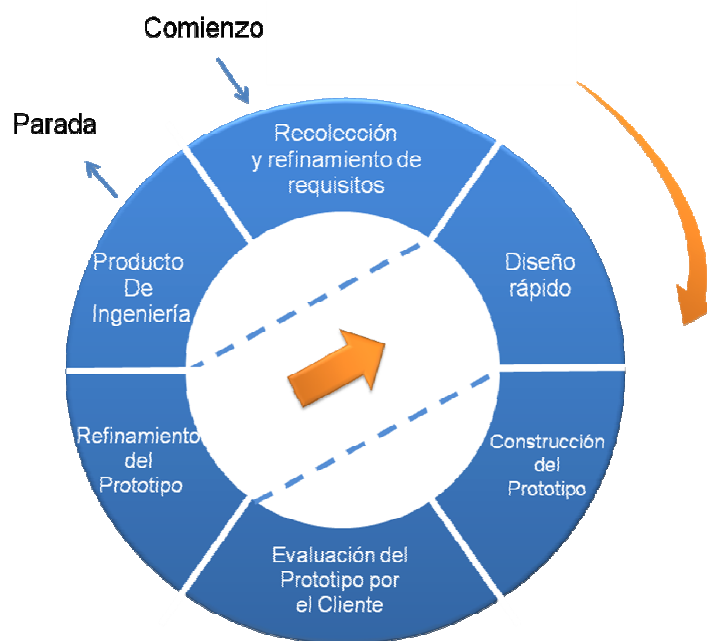 Comienzo
Parada
Recolección
y refinamiento de
requisitos
Diseño
rápido
Construcción
del
Prototipo
Evaluación del
Prototipo por
el Cliente
Refinamiento
del
Prototipo
Producto
De
Ingeniería